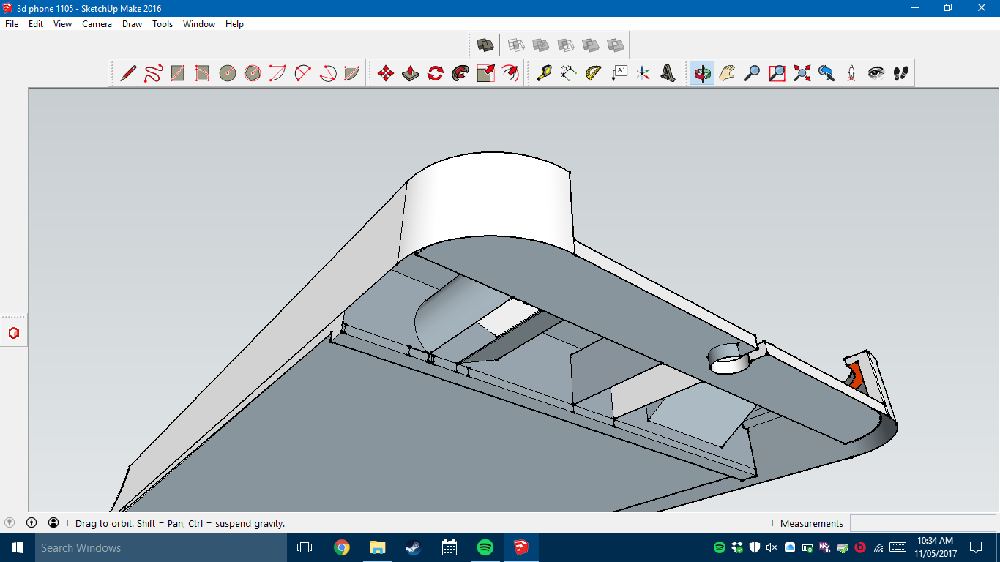 3d phone 1105 - SketchUp Make 2016
File Edit View Camera Draw Tools Window Help
A1
Drag to orbit. Shift = Pan, Ctrl = suspend gravity.
Measurements
Search Windows
10:34 AM
11/05/2017